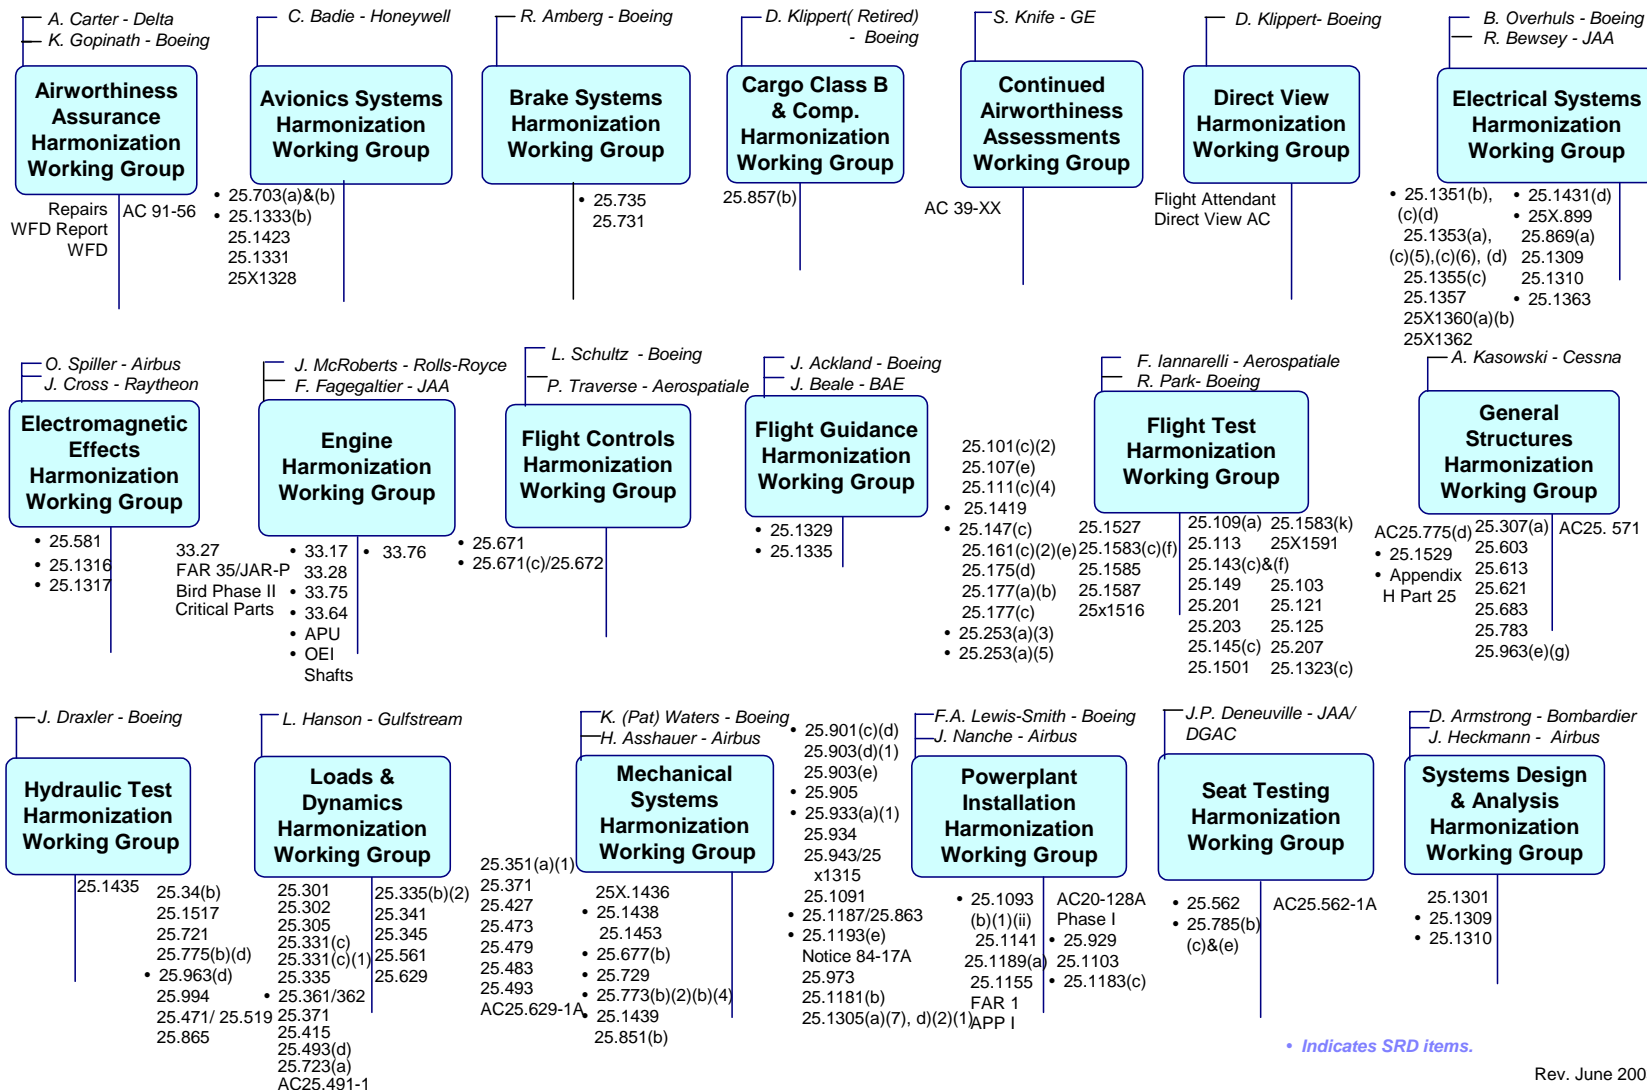 A. Carter - Delta
K. Gopinath - Boeing
Airworthiness
Assurance
Harmonization
Working Group
Repairs
WFD Report
WFD
AC 91-56
C. Badie - Honeywell
Avionics Systems
Harmonization
Working Group
• 25.703(a)&(b)
• 25.1333(b)
25.1423
25.1331
25X1328
R. Amberg - Boeing
Brake Systems
Harmonization
Working Group
• 25.735
25.731
D. Klippert( Retired)
- Boeing
Cargo Class B
& Comp.
Harmonization
Working Group
25.857(b)
S. Knife - GE
Continued
Airworthiness
Assessments
Working Group
AC 39-XX
D. Klippert- Boeing
Direct View
Harmonization
Working Group
Flight Attendant
Direct View AC
B. Overhuls - Boeing
R. Bewsey - JAA
Electrical Systems
Harmonization
Working Group
• 25.1351(b),
(c)(d)
25.1353(a),
(c)(5),(c)(6), (d)
25.1355(c)
25.1357
25X1360(a)(b)
25X1362
• 25.1431(d)
• 25X.899
25.869(a)
25.1309
25.1310
• 25.1363
O. Spiller - Airbus
J. Cross - Raytheon
Electromagnetic
Effects
Harmonization
Working Group
• 25.581
• 25.1316
• 25.1317
J. McRoberts - Rolls-Royce
F. Fagegaltier - JAA
Engine
Harmonization
Working Group
33.27
FAR 35/JAR-P
Bird Phase II
Critical Parts
• 33.17
33.28
• 33.75
• 33.64
• APU
• OEI
Shafts
• 33.76
L. Schultz - Boeing
P. Traverse - Aerospatiale
Flight Controls
Harmonization
Working Group
• 25.671
• 25.671(c)/25.672
J. Ackland - Boeing
J. Beale - BAE
Flight Guidance
Harmonization
Working Group
• 25.1329
• 25.1335
F. Iannarelli - Aerospatiale
R. Park- Boeing
Flight Test
Harmonization
Working Group
25.101(c)(2)
25.107(e)
25.111(c)(4)
• 25.1419
• 25.147(c)
25.161(c)(2)(e)
25.175(d)
25.177(a)(b)
25.177(c)
• 25.253(a)(3)
• 25.253(a)(5)
25.1527
25.1583(c)(f)
25.1585
25.1587
25x1516
25.109(a)
25.113
25.143(c)&(f)
25.149
25.201
25.203
25.145(c)
25.1501
25.1583(k)
25X1591
25.103
25.121
25.125
25.207
25.1323(c)
A. Kasowski - Cessna
General
Structures
Harmonization
Working Group
AC25.775(d)
• 25.1529
• Appendix
H Part 25
25.307(a)
25.603
25.613
25.621
25.683
25.783
25.963(e)(g)
AC25. 571
J. Draxler - Boeing
Hydraulic Test
Harmonization
Working Group
25.1435
L. Hanson - Gulfstream
Loads &
Dynamics
Harmonization
Working Group
25.34(b)
25.1517
25.721
25.775(b)(d)
• 25.963(d)
25.994
25.471/ 25.519
25.865
25.301
25.302
25.305
25.331(c)
25.331(c)(1)
25.335
• 25.361/362
25.371
25.415
25.493(d)
25.723(a)
AC25.491-1
25.335(b)(2)
25.341
25.345
25.561
25.629
25.351(a)(1)
25.371
25.427
25.473
25.479
25.483
25.493
AC25.629-1A
K. (Pat) Waters - Boeing
H. Asshauer - Airbus
Mechanical
Systems
Harmonization
Working Group
25X.1436
• 25.1438
25.1453
• 25.677(b)
• 25.729
• 25.773(b)(2)(b)(4)
• 25.1439
25.851(b)
F.A. Lewis-Smith - Boeing
J. Nanche - Airbus
Powerplant
Installation
Harmonization
Working Group
• 25.901(c)(d)
25.903(d)(1)
25.903(e)
• 25.905
• 25.933(a)(1)
25.934
25.943/25
x1315
25.1091
• 25.1187/25.863
• 25.1193(e)
Notice 84-17A
25.973
25.1181(b)
25.1305(a)(7), d)(2)(1)
• 25.1093
(b)(1)(ii)
25.1141
25.1189(a)
25.1155
FAR 1
APP I
AC20-128A
Phase I
• 25.929
25.1103
• 25.1183(c)
J.P. Deneuville - JAA/
DGAC
Seat Testing
Harmonization
Working Group
• 25.562
• 25.785(b)
(c)&(e)
AC25.562-1A
D. Armstrong - Bombardier
J. Heckmann - Airbus
Systems Design
& Analysis
Harmonization
Working Group
25.1301
• 25.1309
• 25.1310
• Indicates SRD items.
Rev. June 200